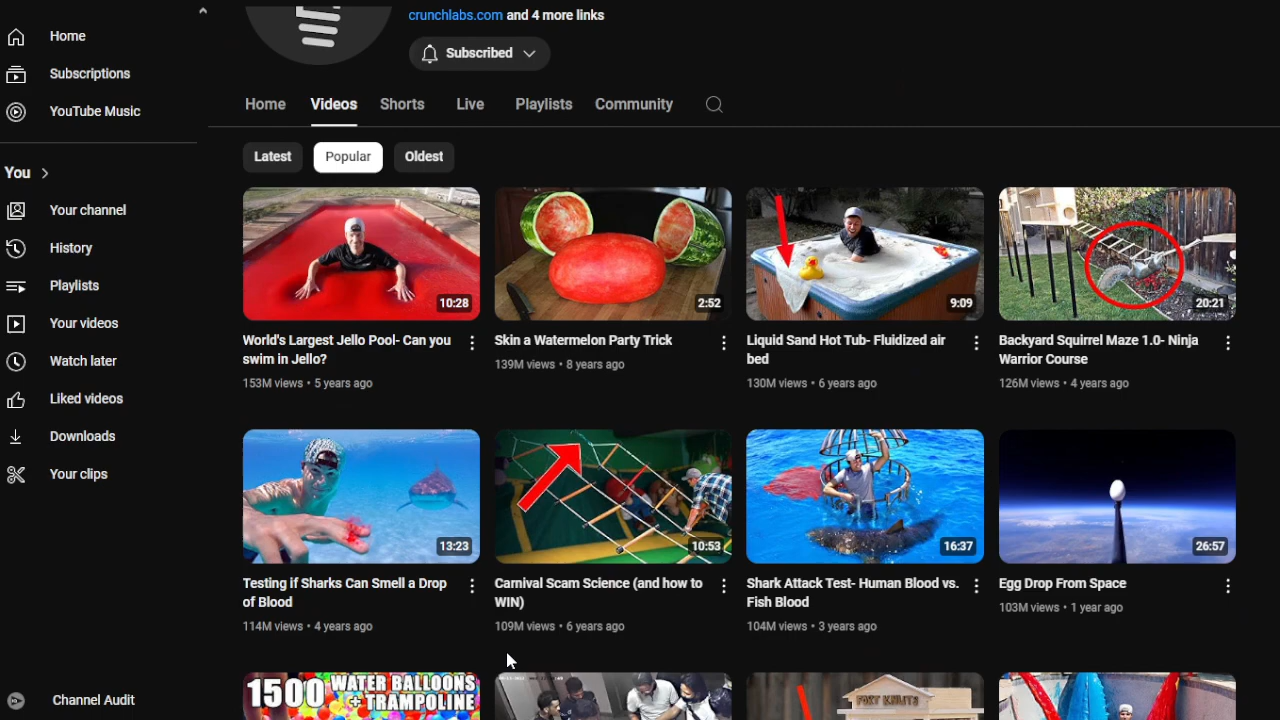 crunchlabs.com and 4 more links
Subscribed
Home
Subscriptions
YouTube Music
You
Your channel
History
Playlists
Your videos
Watch later
Liked videos
Downloads
Your clips
Channel Audit
Home Videos Shorts Live Playlists Community
Latest Popular Oldest
10:28
World's Largest Jello Pool- Can you
swim in Jello?
153M views • 5 years ago
2:52
Skin a Watermelon Party Trick
139M views • 8 years ago
9:09
Liquid Sand Hot Tub- Fluidized air
bed
130M views • 6 years ago
20:21
Backyard Squirrel Maze 1.0- Ninja
Warrior Course
126M views • 4 years ago
13:23
Testing if Sharks Can Smell a Drop
of Blood
114M views • 4 years ago
10:53
Carnival Scam Science (and how to
WIN)
109M views • 6 years ago
16:37
Shark Attack Test- Human Blood vs.
Fish Blood
104M views • 3 years ago
26:57
Egg Drop From Space
103M views • 1 year ago
1500 WATER BALLOONS
+ TRAMPOLINE
FORT KNUTS